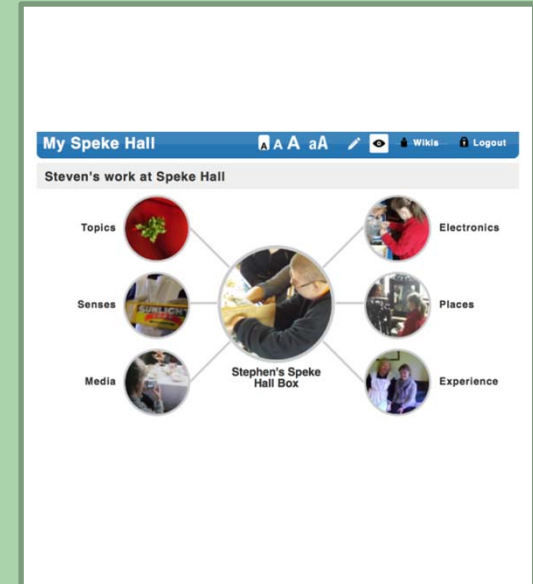 My Speke Hall
A A A aA Wikis Logout
Steven's work at Speke Hall
Topics
Electronics
Senses
SUNLIGHT
Places
Media
Experience
Stephen's Speke
Hall Box